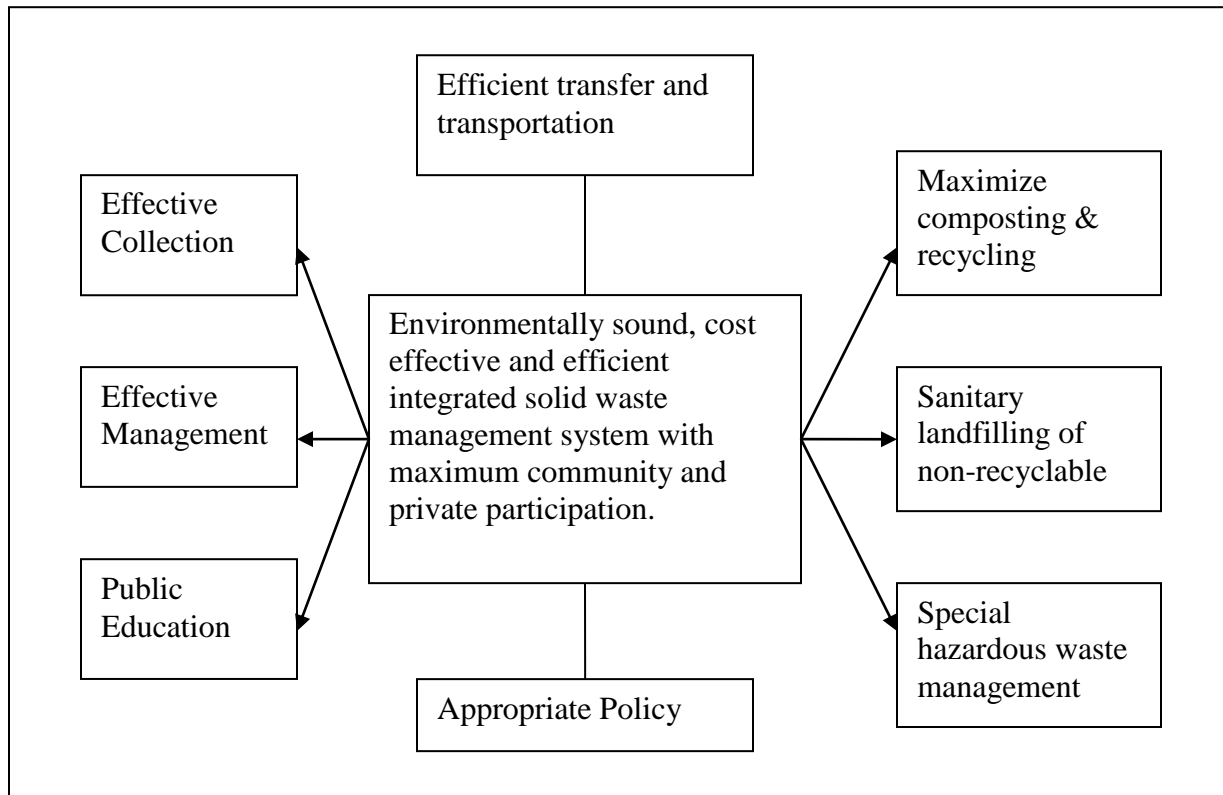 Efficient transfer and
transportation
Effective
Collection
Maximize
composting &
recycling
Environmentally sound, cost
effective and efficient
integrated solid waste
management system with
maximum community and
private participation.
Effective
Management
Sanitary
landfilling of
non-recyclable
Public
Education
Special
hazardous waste
management
Appropriate Policy